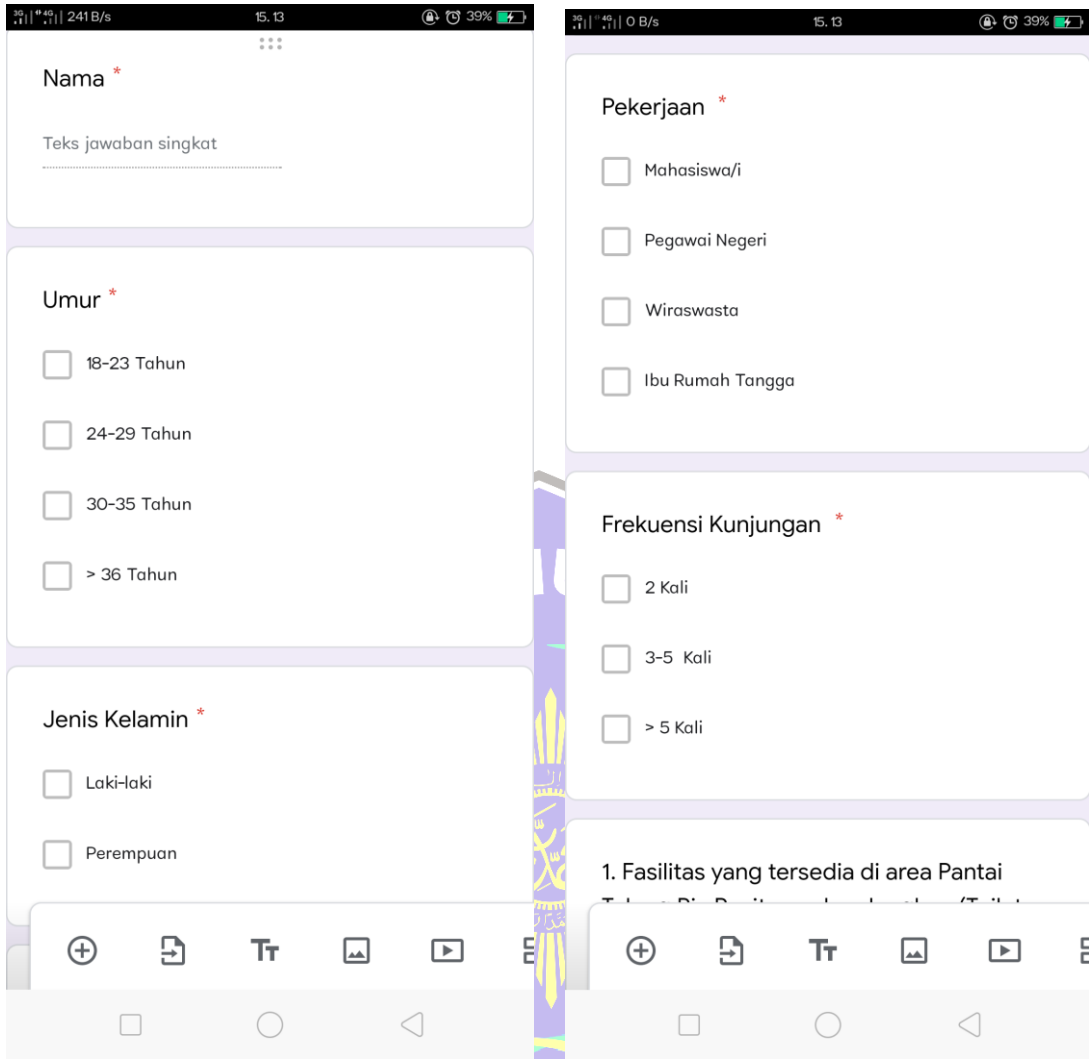 241 B/s 15. 13 39%
Nama *
Teks jawaban singkat
Umur *
18-23 Tahun
24-29 Tahun
30-35 Tahun
> 36 Tahun
Jenis Kelamin *
Laki-laki
Perempuan
Tт
0 B/s 15. 13 39%
Pekerjaan *
Mahasiswa/i
Pegawai Negeri
Wiraswasta
Ibu Rumah Tangga
Frekuensi Kunjungan *
2 Kali
3-5 Kali
> 5 Kali
1. Fasilitas yang tersedia di area Pantai
Tт